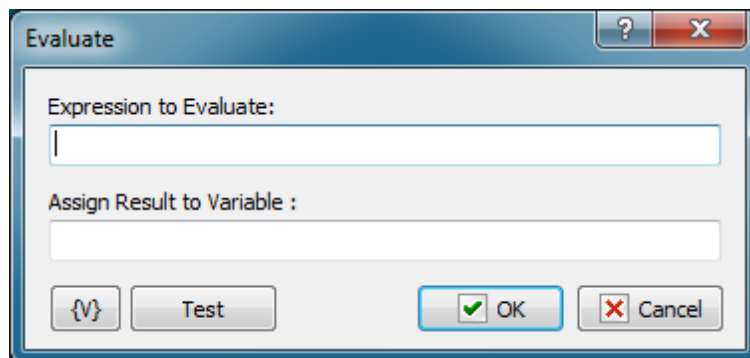 Evaluate
?
Expression to Evaluate:
Assign Result to Variable :
{V} Test OK Cancel